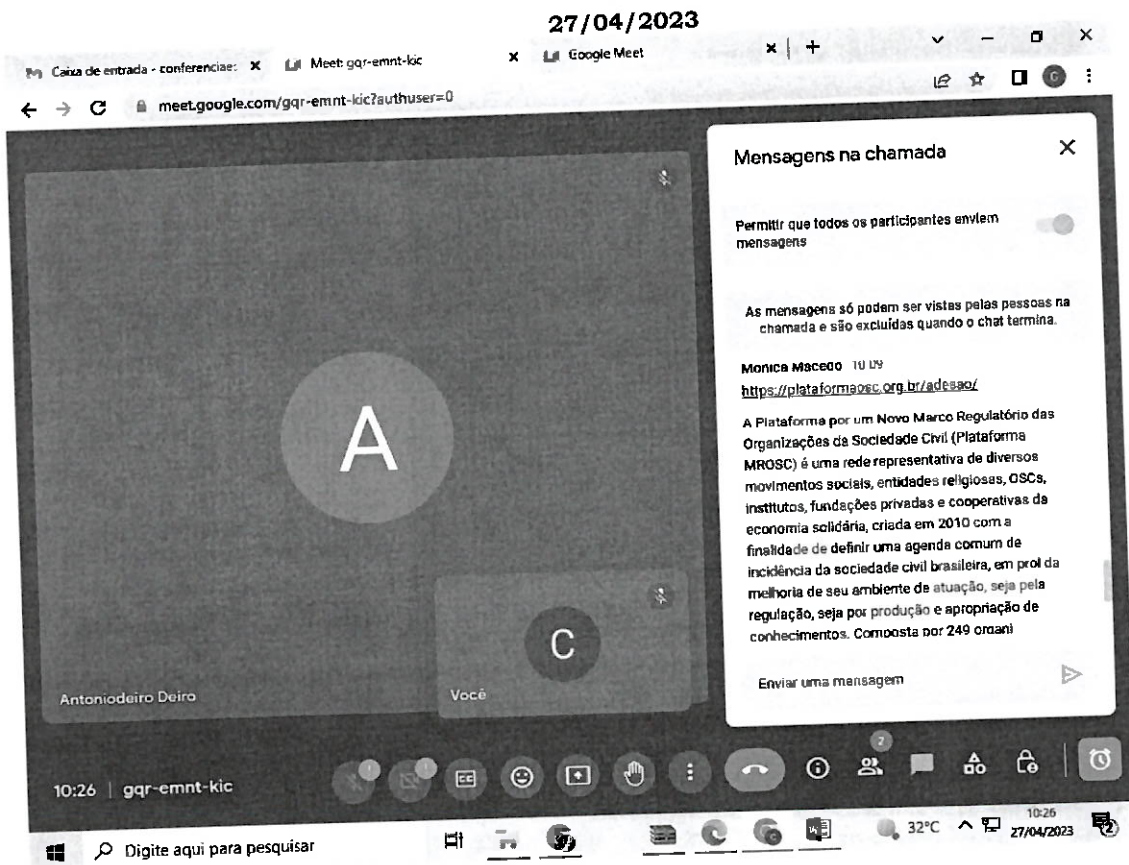 27/04/2023
Caixa de entrada - conferenciae:
Meet: gqr-emnt-kic
Google Meet
meet.google.com/gqr-emnt-kic?authuser=0
C
Mensagens na chamada
Permitir que todos os participantes enviem
mensagens
As mensagens só podem ser vistas pelas pessoas na
chamada e são excluídas quando o chat termina.
Monica Macedo 10:09
https://plataformaosc.org.br/adesao/
A Plataforma por um Novo Marco Regulatório das
Organizações da Sociedade Civil (Plataforma
MROSC) é uma rede representativa de diversos
movimentos sociais, entidades religiosas, OSCs,
institutos, fundações privadas e cooperativas da
economia solidária, criada em 2010 com a
finalidade de definir uma agenda comum de
incidência da sociedade civil brasileira, em prol da
melhoria de seu ambiente de atuação, seja pela
regulação, seja por produção e apropriação de
conhecimentos. Composta por 249 organi
Enviar uma mensagem
A
Antoniodeiro Deiro
C
Você
10:26 | gqr-emnt-kic
CC
2
Digite aqui para pesquisar
32°C
10:26
27/04/2023
2